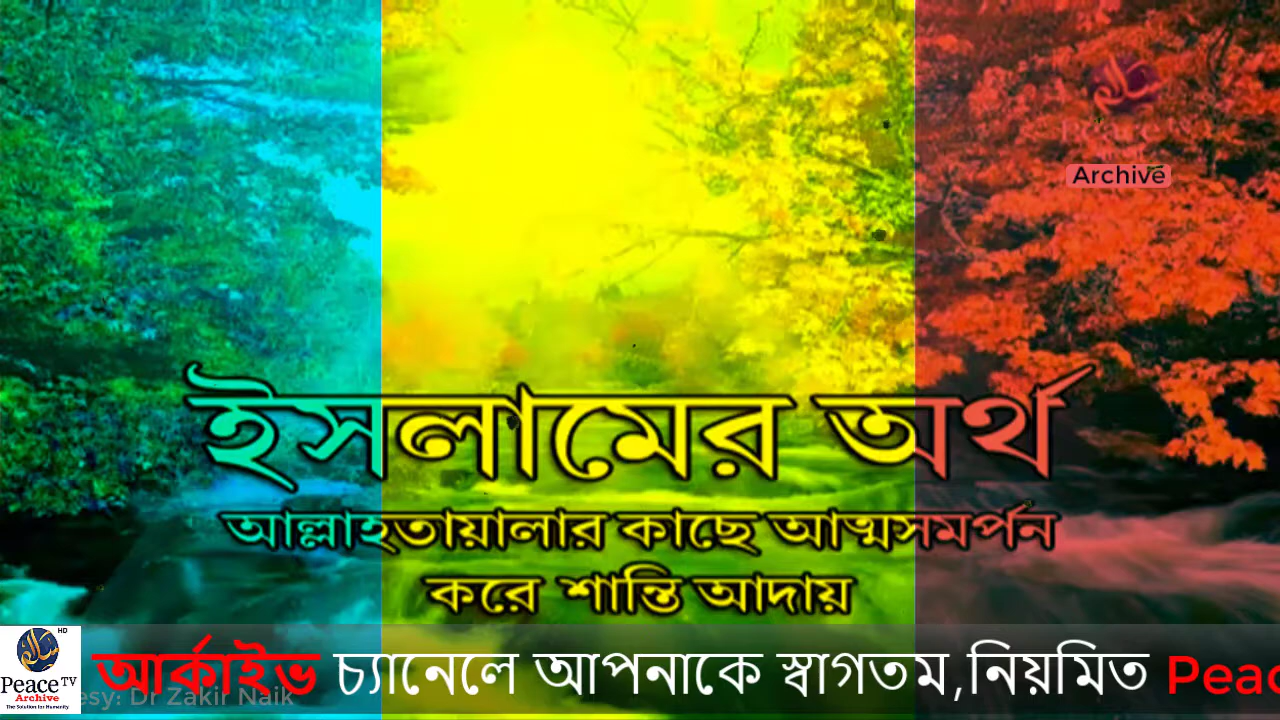 Archive
ইসলামের অর্থ
আল্লাহতায়ালার কাছে আত্মসমর্পন
করে শান্তি আদায়
HD
Peace TV
Archive
The Solution for Humanity
আর্কাইভ চ্যানেলে আপনাকে স্বাগতম,নিয়মিত Peac
esy: Dr Zakir Naik